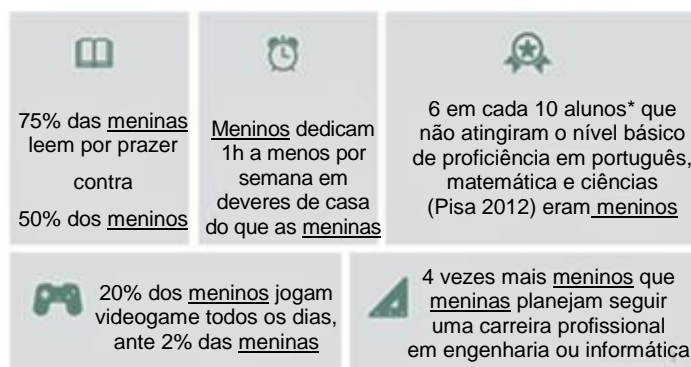 75% das meninas
leem por prazer
contra
50% dos meninos
Meninos dedicam
1h a menos por
semana em
deveres de casa
do que as meninas
6 em cada 10 alunos* que
não atingiram o nível básico
de proficiência em português,
matemática e ciências
(Pisa 2012) eram meninos
20% dos meninos jogam
videogame todos os dias,
ante 2% das meninas
4 vezes mais meninos que
meninas planejam seguir
uma carreira profissional
em engenharia ou informática